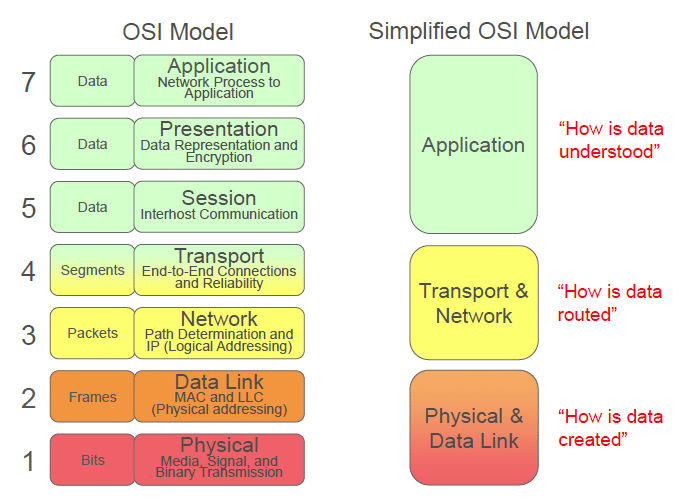 OSI Model
Simplified OSI Model
7
Data
Application
Network Process to
Application
6
Data
Presentation
Data Representation and
Encryption
5
Data
Session
Interhost Communication
4
Segments
Transport
End-to-End Connections
and Reliability
3
Packets
Network
Path Determination and
IP (Logical Addressing)
2
Frames
Data Link
MAC and LLC
(Physical addressing)
1
Bits
Physical
Media, Signal, and
Binary Transmission
Application
“How is data
understood”
Transport &
Network
“How is data
routed”
Physical &
Data Link
“How is data
created”